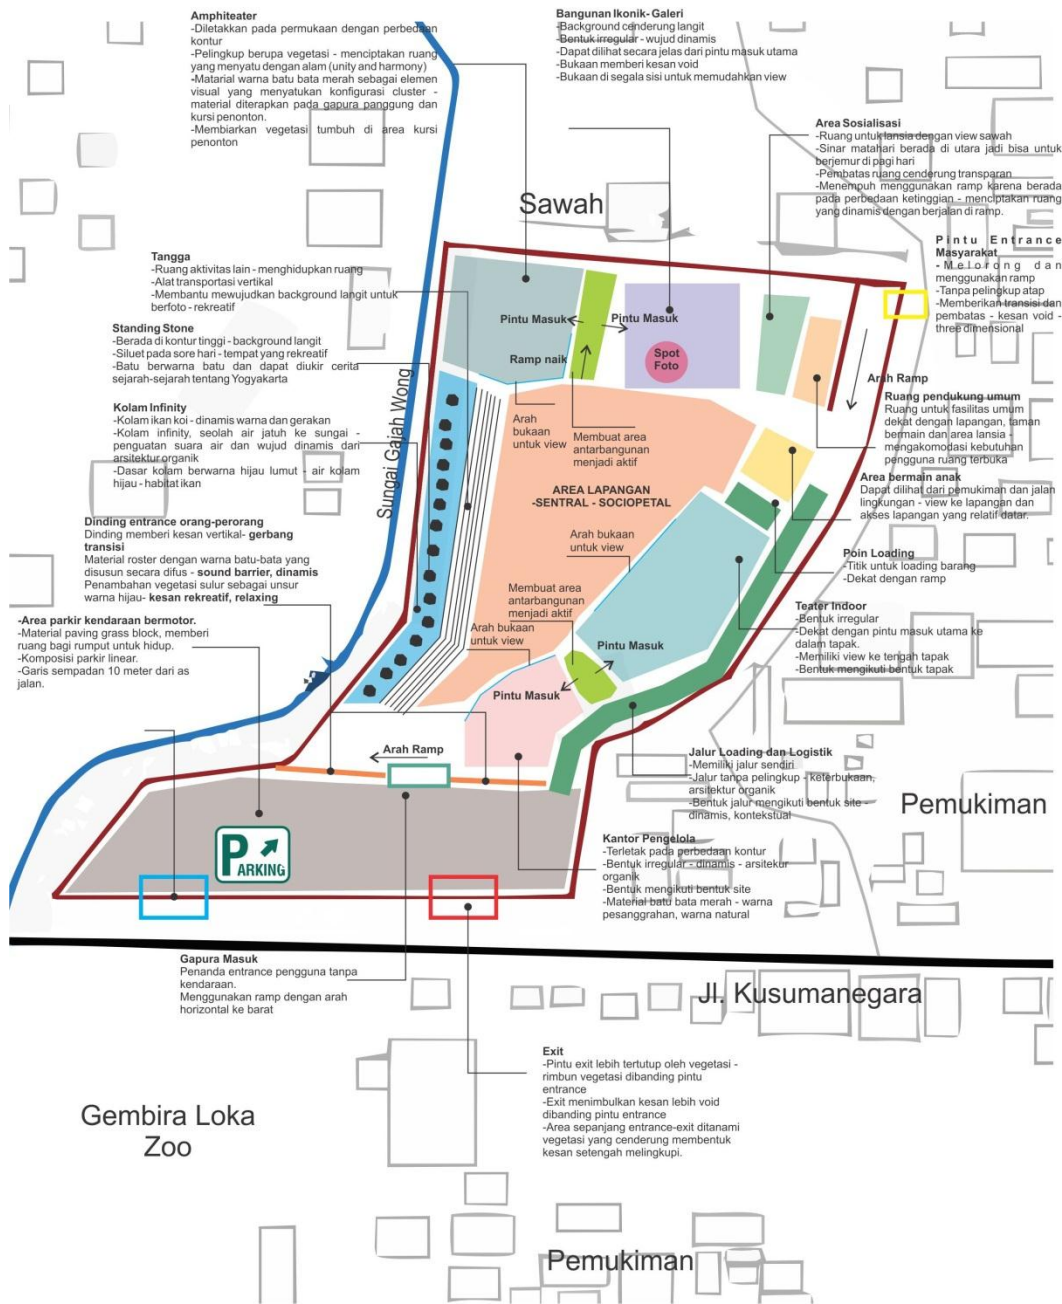 Amphiteater
-Diletakkan pada permukaan dengan perbedaan
kontur
-Pelingkup berupa vegetasi - menciptakan ruang
yang menyatu dengan alam (unity and harmony)
-Matarial warna batu bata merah sebagai elemen
visual yang menyatukan konfigurasi cluster -
material diterapkan pada gapura panggung dan
kursi penonton.
-Membiarkan vegetasi tumbuh di area kursi
penonton
Bangunan Ikonik- Galeri
-Background cenderung langit
-Bentuk irregular - wujud dinamis
-Dapat dilihat secara jelas dari pintu masuk utama
-Bukaan memberi kesan void
-Bukaan di segala sisi untuk memudahkan view
Area Sosialisasi
-Ruang untuk lansia dengan view sawah
-Sinar matahari berada di utara jadi bisa untuk
berjemur di pagi hari
-Pembatas ruang cenderung transparan
-Menempuh menggunakan ramp karena berada
pada perbedaan ketinggian - menciptakan ruang
yang dinamis dengan berjalan di ramp.
Sawah
Pintu Entrance
Masyarakat
-Melorong dan
menggunakan ramp
-Tanpa pelingkup atap
-Memberikan transisi dan
pembatas - kesan void -
three dimensional
Tangga
-Ruang aktivitas lain - menghidupkan ruang
-Alat transportasi vertikal
-Membantu mewujudkan background langit untuk
berfoto - rekreatif
Standing Stone
-Berada di kontur tinggi - background langit
-Siluet pada sore hari - tempat yang rekreatif
-Batu berwarna batu dan dapat diukir cerita
sejarah-sejarah tentang Yogyakarta
Kolam Infinity
-Kolam ikan koi - dinamis warna dan gerakan
-Kolam infinity, seolah air jatuh ke sungai -
penguatan suara air dan wujud dinamis dari
arsitektur organik
-Dasar kolam berwarna hijau lumut - air kolam
hijau - habitat ikan
Dinding entrance orang-perorang
Dinding memberi kesan vertikal- gerbang
transisi
Material roster dengan warna batu-bata yang
disusun secara difus - sound barrier, dinamis
Penambahan vegetasi sulur sebagai unsur
warna hijau- kesan rekreatif, relaxing
-Area parkir kendaraan bermotor.
-Material paving grass block, memberi
ruang bagi rumput untuk hidup.
-Komposisi parkir linear.
-Garis sempadan 10 meter dari as
jalan.
Sungai Gajah Wong
Pintu Masuk
Pintu Masuk
Ramp naik
Spot
Foto
Arah
bukaan
untuk view
Membuat area
antarbangunan
menjadi aktif
AREA LAPANGAN
-SENTRAL - SOCIOPETAL
Arah bukaan
untuk view
Membuat area
antarbangunan
menjadi aktif
Arah bukaan
untuk view
Pintu Masuk
Pintu Masuk
Arah Ramp
Arah Ramp
Ruang pendukung umum
Ruang untuk fasilitas umum
dekat dengan lapangan, taman
bermain dan area lansia -
mengakomodasi kebutuhan
pengguna ruang terbuka
Area bermain anak
Dapat dilihat dari pemukiman dan jalan
lingkungan - view ke lapangan dan
akses lapangan yang relatif datar.
Poin Loading
-Titik untuk loading barang
-Dekat dengan ramp
Teater Indoor
-Bentuk irregular
-Dekat dengan pintu masuk utama ke
dalam tapak.
-Memiliki view ke tengah tapak
-Bentuk mengikuti bentuk tapak
Jalur Loading dan Logistik
-Memiliki jalur sendiri
-Jalur tanpa pelingkup - keterbukaan,
arsitektur organik
-Bentuk jalur mengikuti bentuk site -
dinamis, kontekstual
Pemukiman
Kantor Pengelola
-Terletak pada perbedaan kontur
-Bentuk irregular - dinamis - arsitekur
organik
-Bentuk mengikuti bentuk site
-Material batu bata merah - warna
pesanggrahan, warna natural
PARKING
Gapura Masuk
Penanda entrance pengguna tanpa
kendaraan.
Menggunakan ramp dengan arah
horizontal ke barat
Jl. Kusumanegara
Exit
-Pintu exit lebih tertutup oleh vegetasi -
rimbun vegetasi dibanding pintu
entrance
-Exit menimbulkan kesan lebih void
dibanding pintu entrance
-Area sepanjang entrance-exit ditanami
vegetasi yang cenderung membentuk
kesan setengah melingkupi.
Gembira Loka
Zoo
Pemukiman